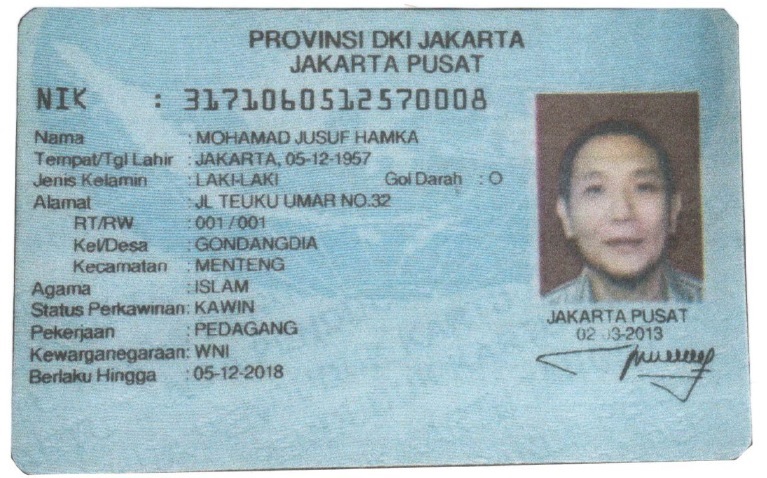 PROVINSI DKI JAKARTA
JAKARTA PUSAT
NIK : 3171060512570008
Nama : MOHAMAD JUSUF HAMKA
Tempat/Tgl Lahir : JAKARTA, 05-12-1957
Jenis Kelamin : LAKI-LAKI Gol Darah : O
Alamat : JL TEUKU UMAR NO.32
RT/RW : 001 / 001
Kel/Desa : GONDANGDIA
Kecamatan : MENTENG
Agama : ISLAM
Status Perkawinan : KAWIN
Pekerjaan : PEDAGANG
Kewarganegaraan : WNI
Berlaku Hingga : 05-12-2018
JAKARTA PUSAT
02-03-2013